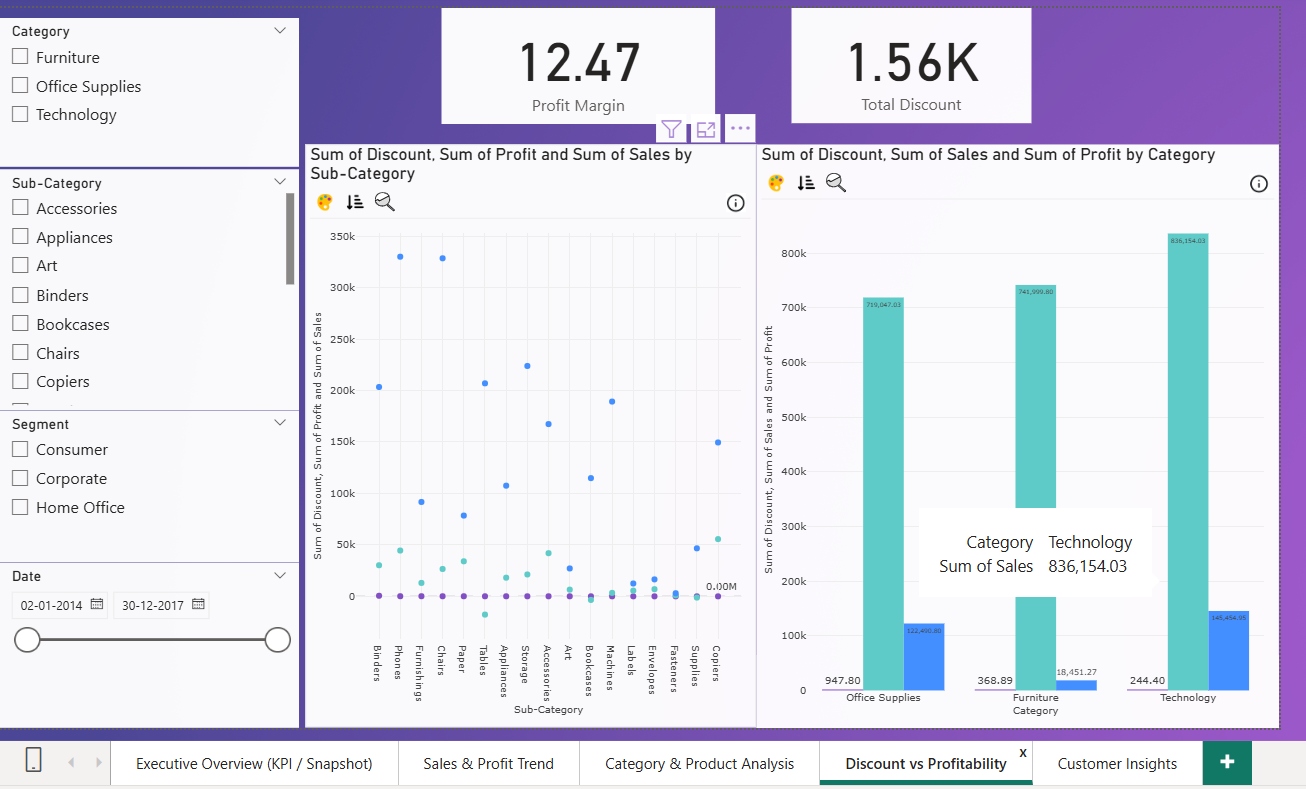 Category
Furniture
Office Supplies
Technology
Sub-Category
Accessories
Appliances
Art
Binders
Bookcases
Chairs
Copiers
Segment
Consumer
Corporate
Home Office
Date
02-01-2014
30-12-2017
12.47
Profit Margin
1.56K
Total Discount
Sum of Discount, Sum of Profit and Sum of Sales by
Sub-Category
Sum of Discount, Sum of Profit and Sum of Sales
350k
300k
250k
200k
150k
100k
50k
0
0.00M
Binders
Phones
Furnishings
Chairs
Paper
Tables
Appliances
Storage
Accessories
Art
Bookcases
Machines
Labels
Envelopes
Fasteners
Supplies
Copiers
Sub-Category
Sum of Discount, Sum of Sales and Sum of Profit by Category
Sum of Discount, Sum of Sales and Sum of Profit
800k
700k
600k
500k
400k
300k
200k
100k
0
947.80
719,047.03
122,490.80
368.89
741,999.80
18,451.27
244.40
836,154.03
145,454.95
Category Technology
Sum of Sales 836,154.03
Office Supplies
Furniture
Technology
Category
Executive Overview (KPI / Snapshot)
Sales & Profit Trend
Category & Product Analysis
Discount vs Profitability
x
Customer Insights
+